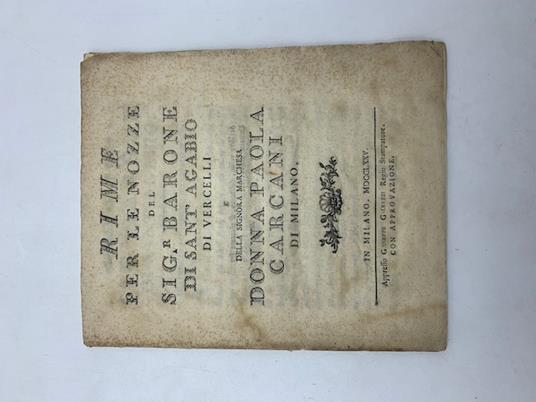 RIME
PER LE NOZZE
DEL
SIG.R BARONE
DI SANT' AGABIO
DI VERCELLI
E
DELLA SIGNORA MARCHESA
DONNA PAOLA
CARCANI
DI MILANO.
IN MILANO, MDCCLXXV.
Appresso GIUSEPPE GALEAZZI Regio Stampatore.
CON APPROVAZIONE.